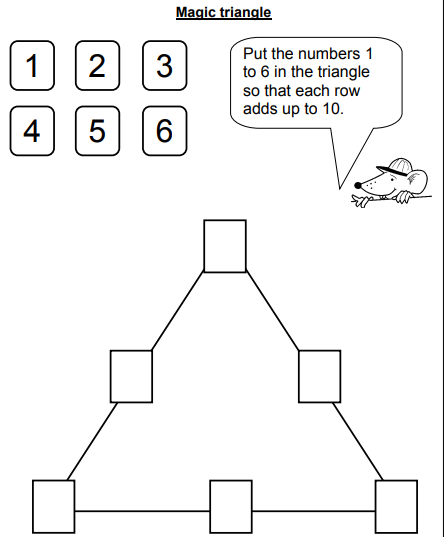 Magic triangle
1 2 3
4 5 6
Put the numbers 1
to 6 in the triangle
so that each row
adds up to 10.